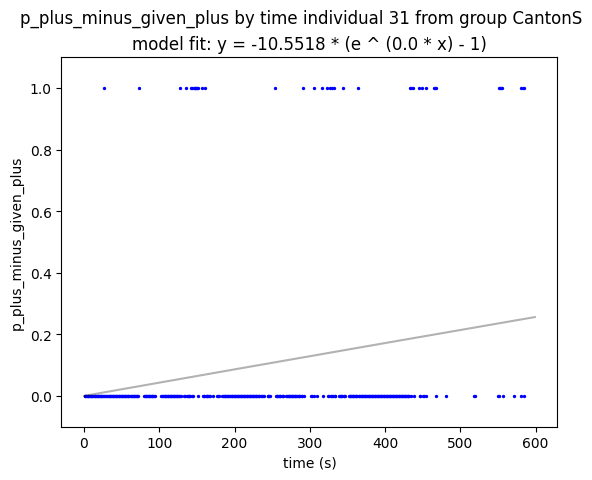 p_plus_minus_given_plus by time individual 31 from group CantonS
model fit: y = -10.5518 * (e ^ (0.0 * x) - 1)
1.0
0.8
0.6
0.4
0.2
0.0
p_plus_minus_given_plus
0 100 200 300 400 500 600
time (s)